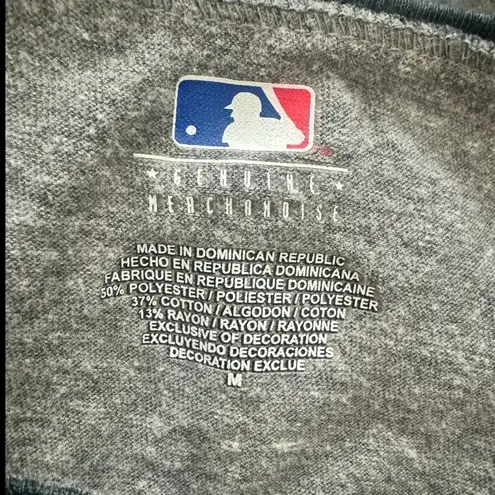 ★ GENUINE ★
MERCHANDISE
MADE IN DOMINICAN REPUBLIC
HECHO EN REPUBLICA DOMINICANA
FABRIQUE EN REPUBLIQUE DOMINICAINE
50% POLYESTER / POLIESTER / POLYESTER
37% COTTON / ALGODON / COTON
13% RAYON / RAYON / RAYONNE
EXCLUSIVE OF DECORATION
EXCLUYENDO DECORACIONES
DECORATION EXCLUE
M